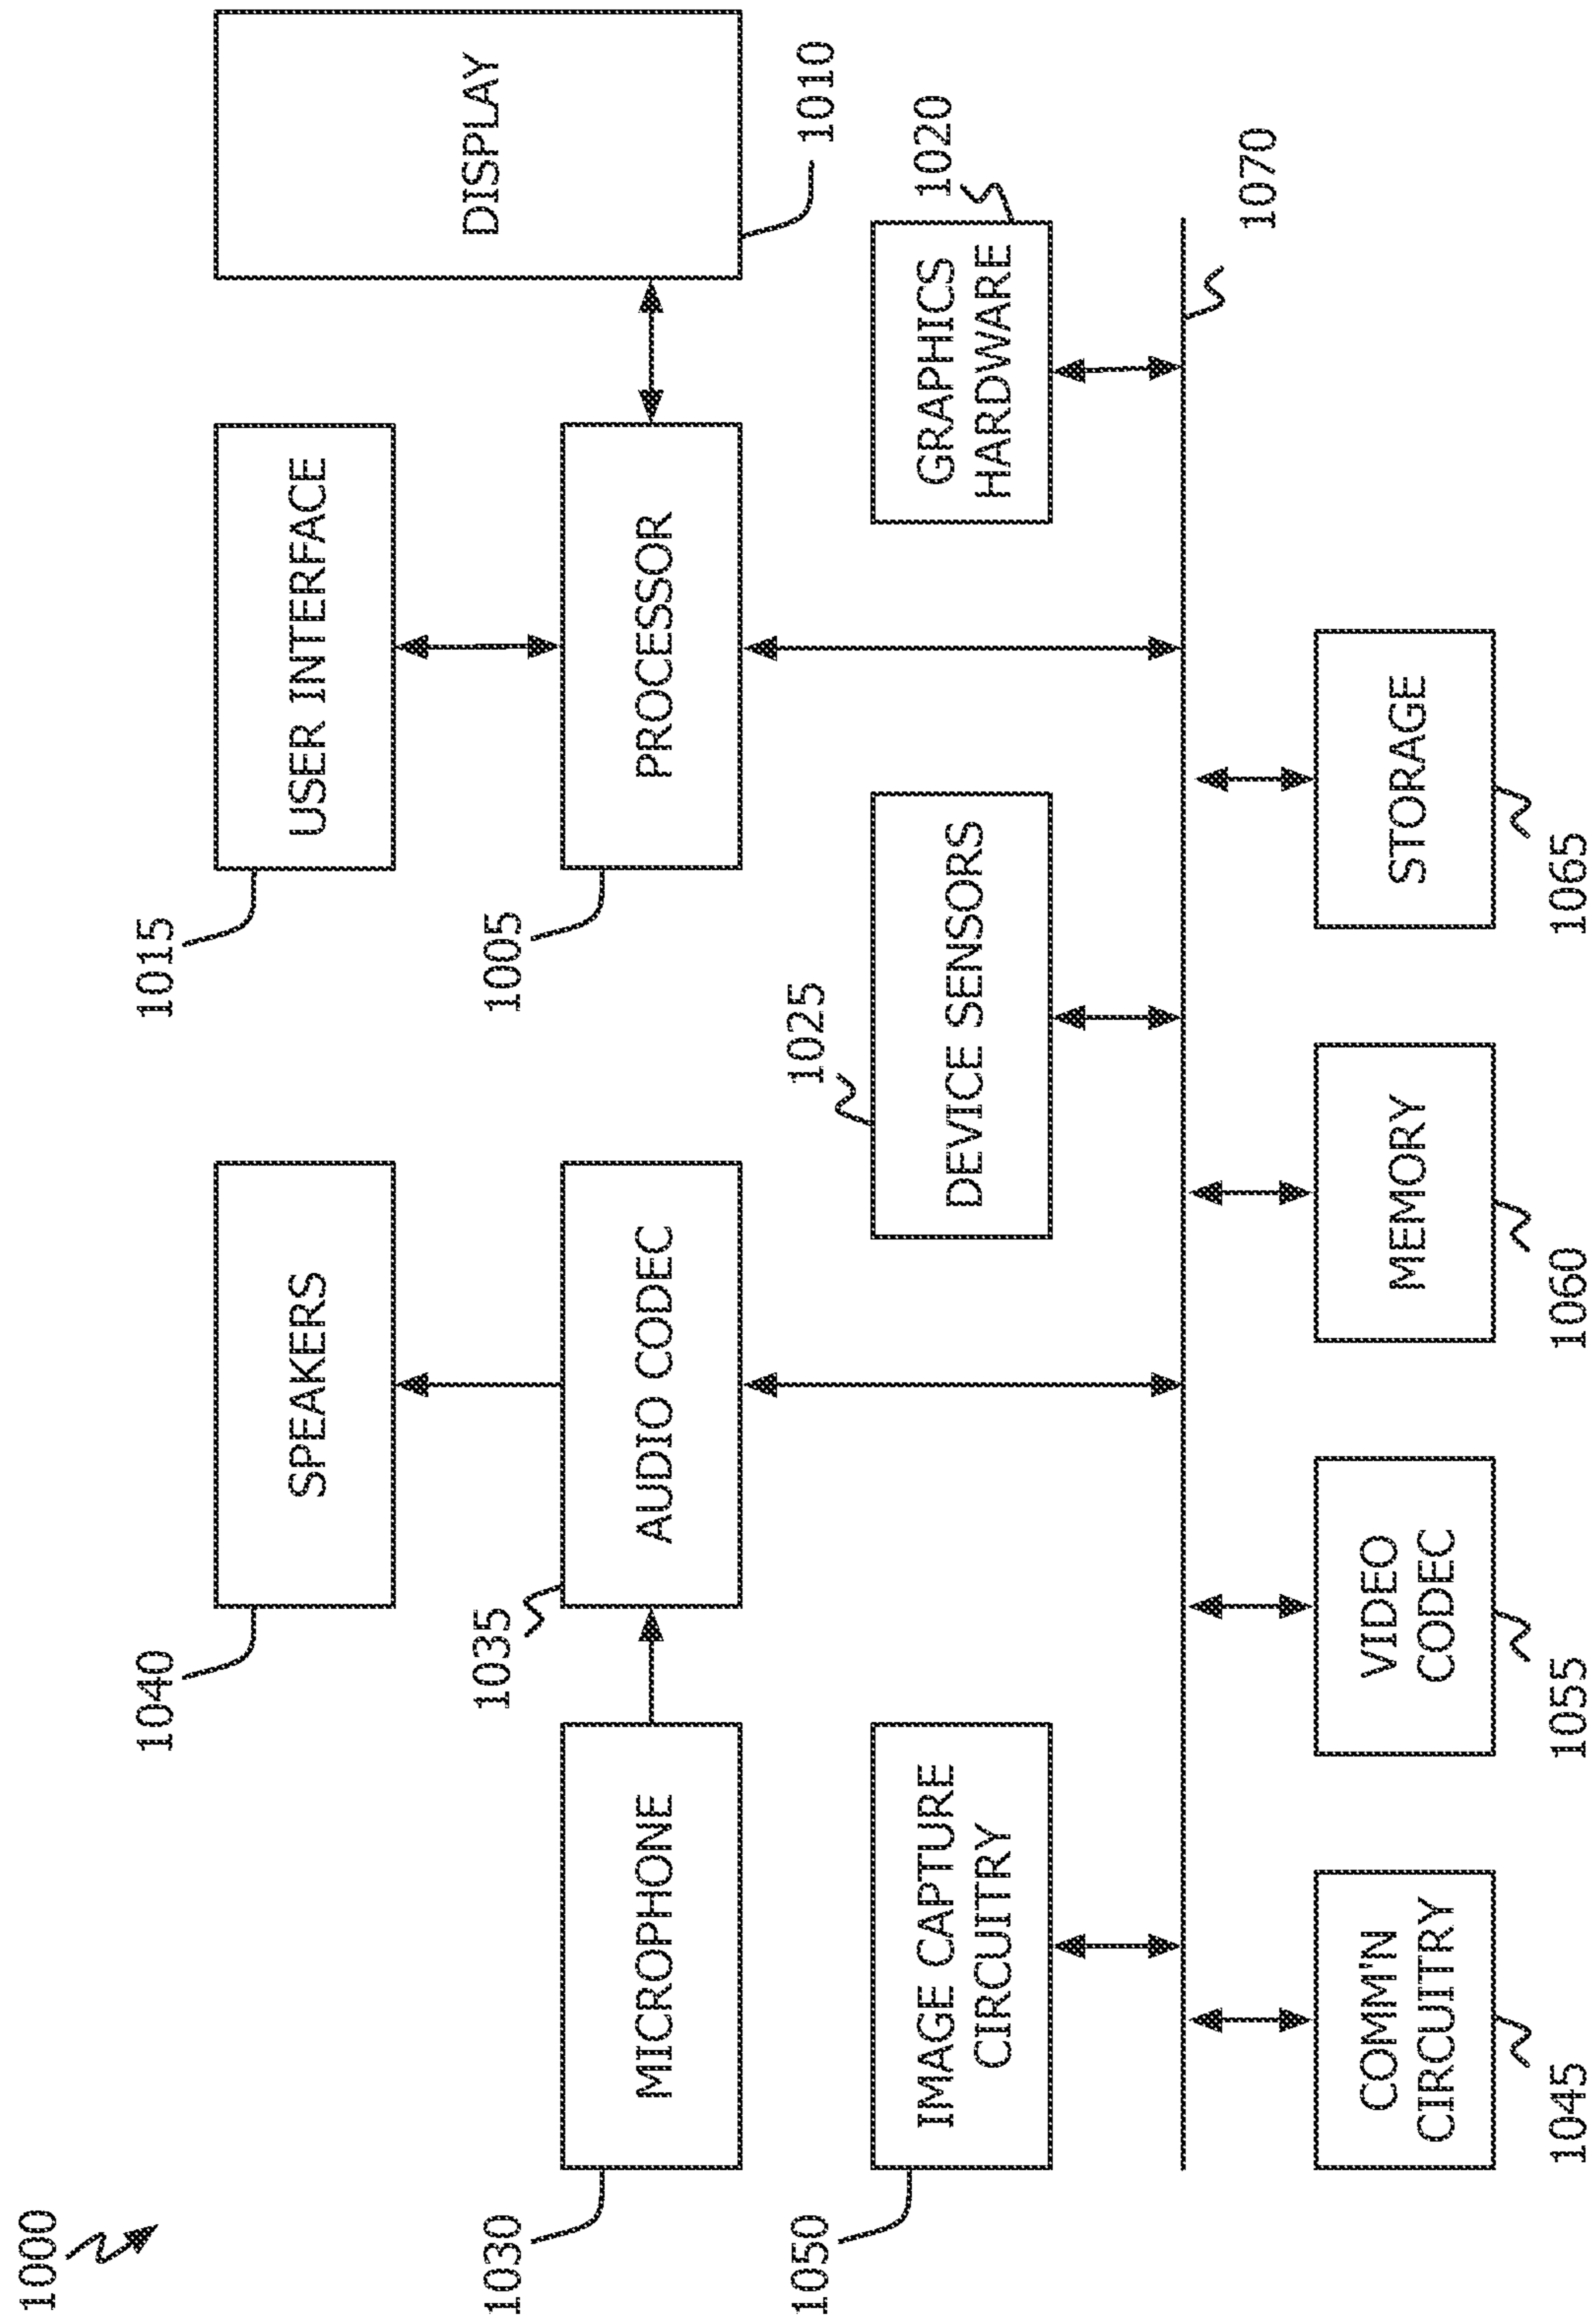 1000
1040
SPEAKERS
1015
USER INTERFACE
DISPLAY
1010
1030
MICROPHONE
1035
AUDIO CODEC
1005
PROCESSOR
1050
IMAGE CAPTURE
CIRCUITRY
1025
DEVICE SENSORS
GRAPHICS
HARDWARE
1020
1070
COMM'N
CIRCUITRY
1045
VIDEO
CODEC
1055
MEMORY
1060
STORAGE
1065